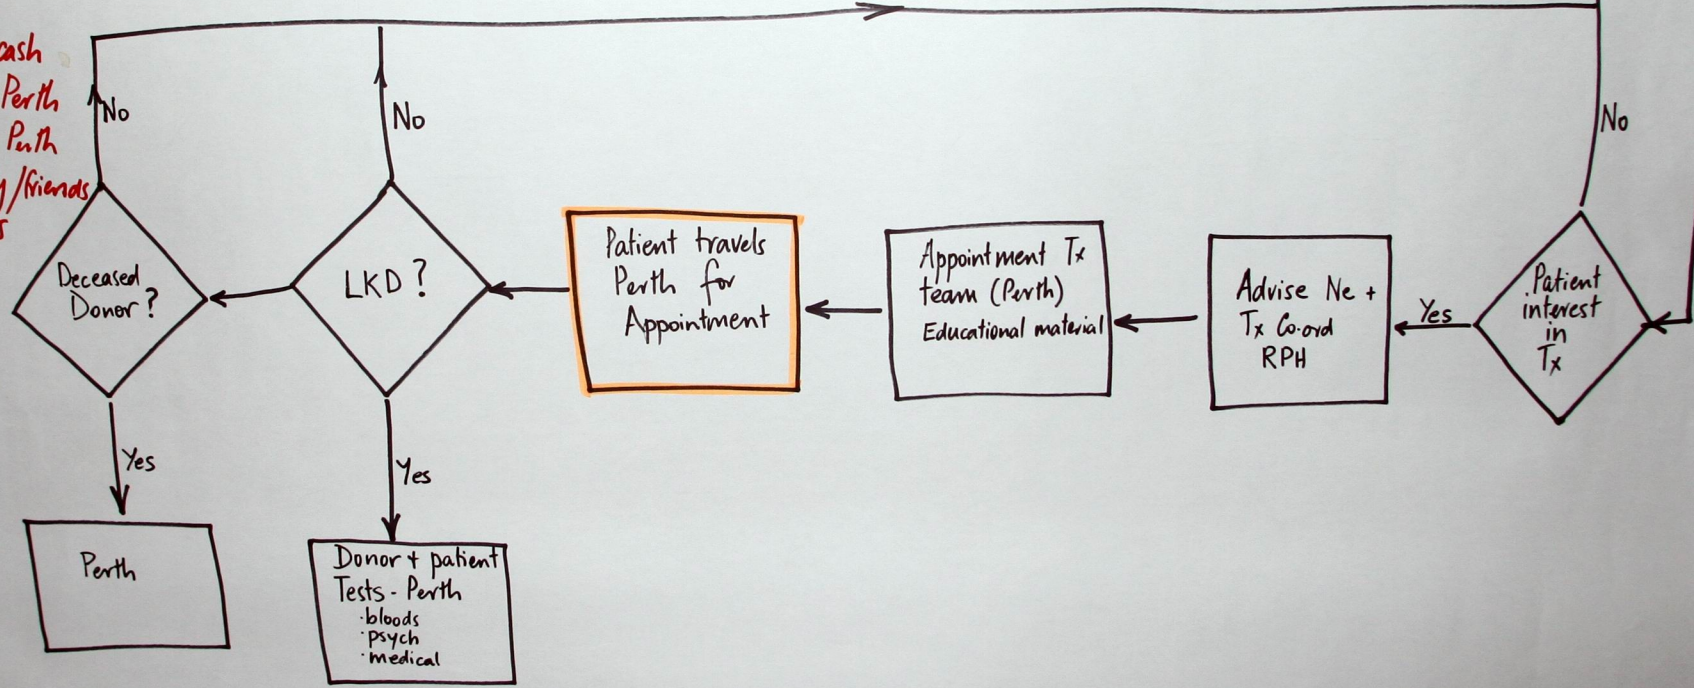 cash
Perth
Perth
/friends
No
No
No
Deceased
Donor?
LKD?
Patient travels
Perth for
Appointment
Appointment Tx
team (Perth)
Educational material
Advise Ne +
Tx Co-ord
RPH
Yes
Patient
interest
in
Tx
Yes
Yes
Perth
Donor + patient
Tests - Perth
·bloods
·psych
·medical